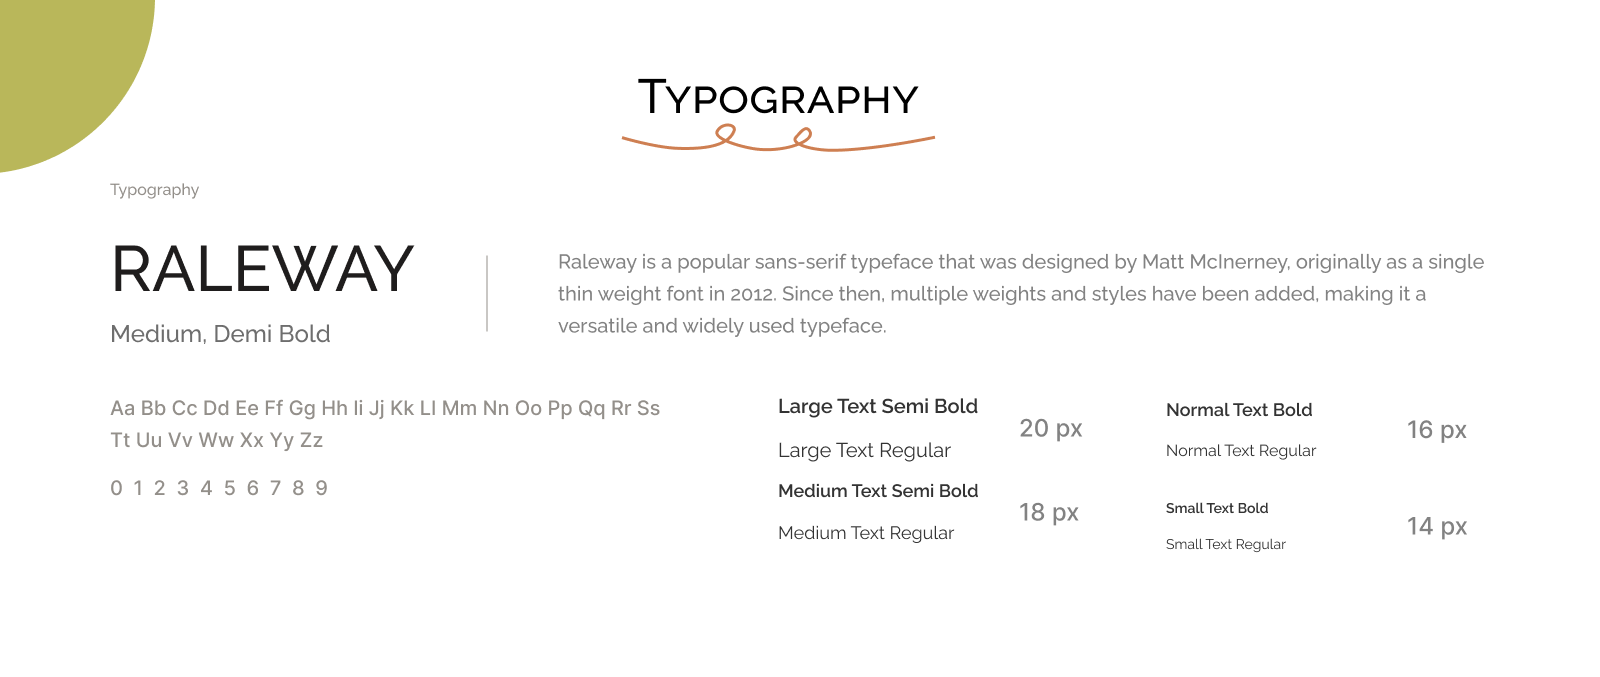 Typography
Typography
RALEWAY
Medium, Demi Bold
Raleway is a popular sans-serif typeface that was designed by Matt McInerney, originally as a single
thin weight font in 2012. Since then, multiple weights and styles have been added, making it a
versatile and widely used typeface.
Aa Bb Cc Dd Ee Ff Gg Hh Ii Jj Kk Ll Mm Nn Oo Pp Qq Rr Ss
Tt Uu Vv Ww Xx Yy Zz
0 1 2 3 4 5 6 7 8 9
Large Text Semi Bold
Large Text Regular
20 px
Medium Text Semi Bold
Medium Text Regular
18 px
Normal Text Bold
Normal Text Regular
16 px
Small Text Bold
Small Text Regular
14 px